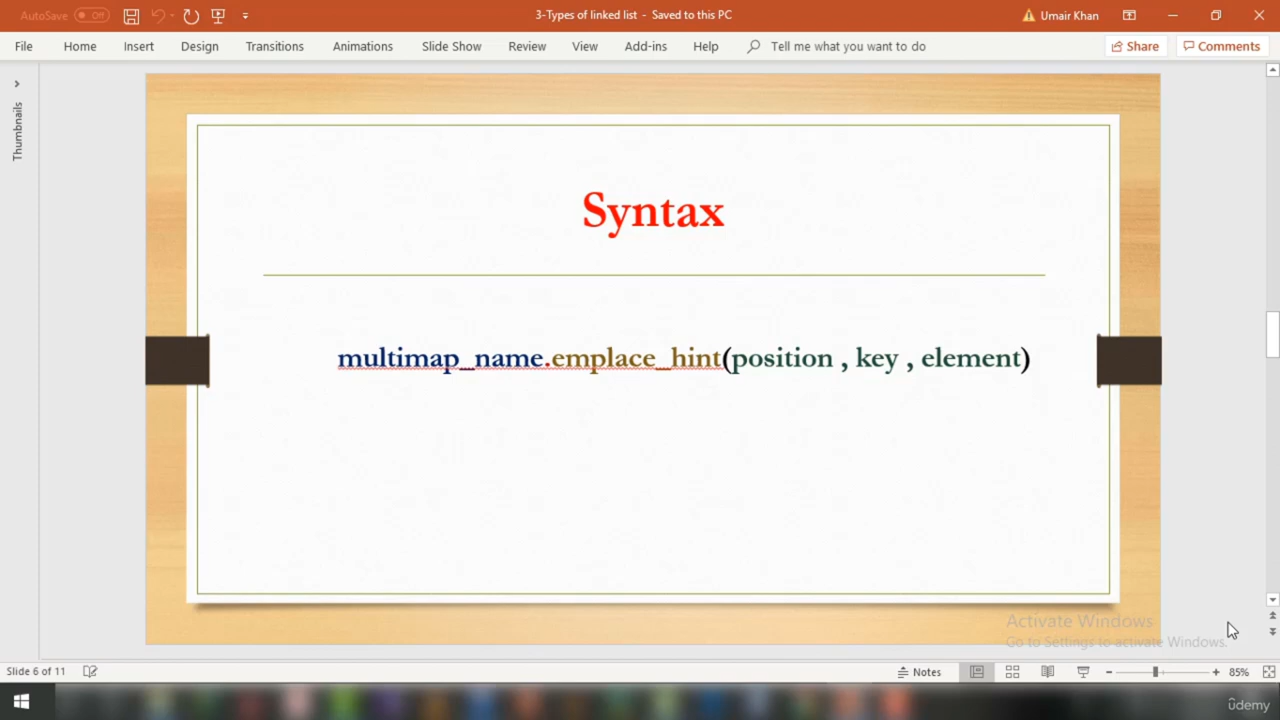 AutoSave Off 3-Types of linked list - Saved to this PC Umair Khan
File Home Insert Design Transitions Animations Slide Show Review View Add-ins Help Tell me what you want to do Share Comments
Thumbnails
Syntax
multimap_name.emplace_hint(position , key , element)
Activate Windows
Go to Settings to activate Windows.
Slide 6 of 11 Notes 85%
ûdemy